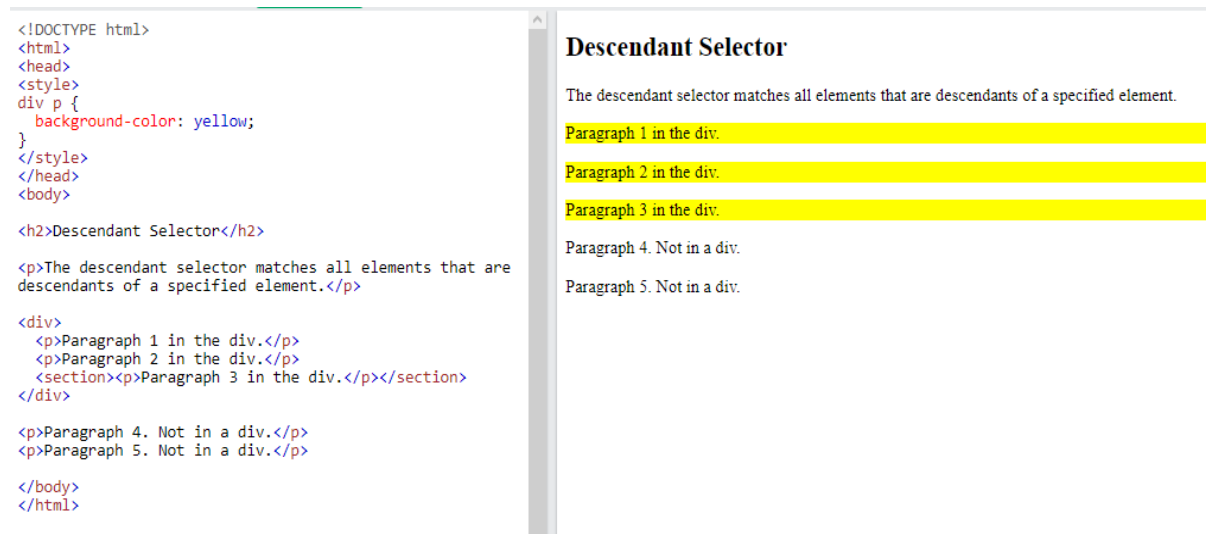 <!DOCTYPE html>
<html>
<head>
<style>
div p {
  background-color: yellow;
}
</style>
</head>
<body>
<h2>Descendant Selector</h2>
<p>The descendant selector matches all elements that are
descendants of a specified element.</p>
<div>
  <p>Paragraph 1 in the div.</p>
  <p>Paragraph 2 in the div.</p>
  <section><p>Paragraph 3 in the div.</p></section>
</div>
<p>Paragraph 4. Not in a div.</p>
<p>Paragraph 5. Not in a div.</p>
</body>
</html>
Descendant Selector
The descendant selector matches all elements that are descendants of a specified element.
Paragraph 1 in the div.
Paragraph 2 in the div.
Paragraph 3 in the div.
Paragraph 4. Not in a div.
Paragraph 5. Not in a div.